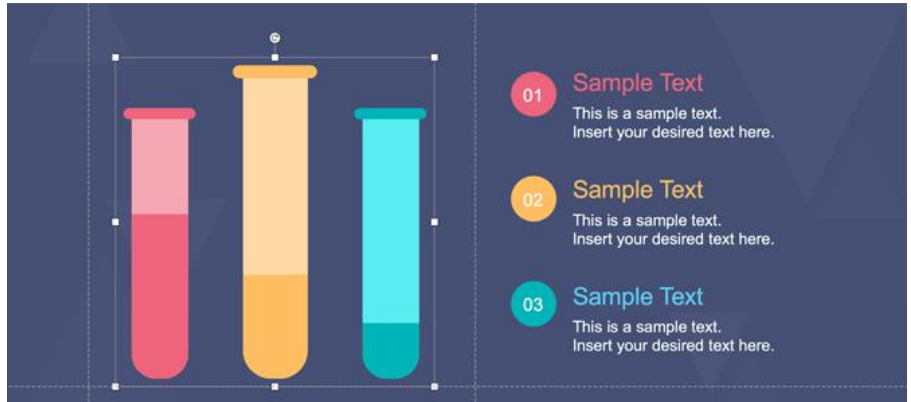 01
Sample Text
This is a sample text.
Insert your desired text here.
02
Sample Text
This is a sample text.
Insert your desired text here.
03
Sample Text
This is a sample text.
Insert your desired text here.